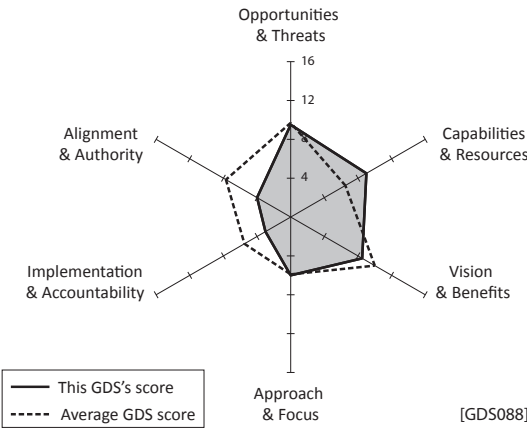 Opportunities
& Threats
16
12
8
4
Alignment
& Authority
Capabilities
& Resources
Implementation
& Accountability
Vision
& Benefits
Approach
& Focus
This GDS's score
Average GDS score
[GDS088]